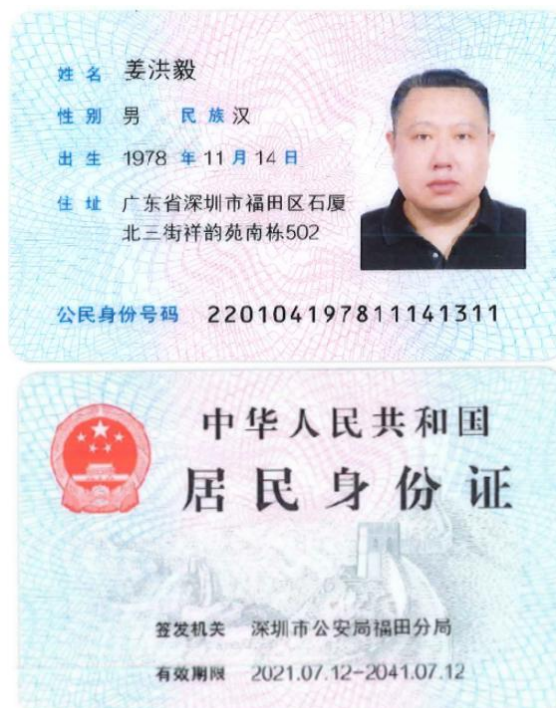 姓名 姜洪毅
性别 男 民族 汉
出生 1978 年 11 月 14 日
住址 广东省深圳市福田区石厦
北三街祥韵苑南栋502
公民身份号码 220104197811141311
中华人民共和国
居民身份证
签发机关 深圳市公安局福田分局
有效期限 2021.07.12-2041.07.12